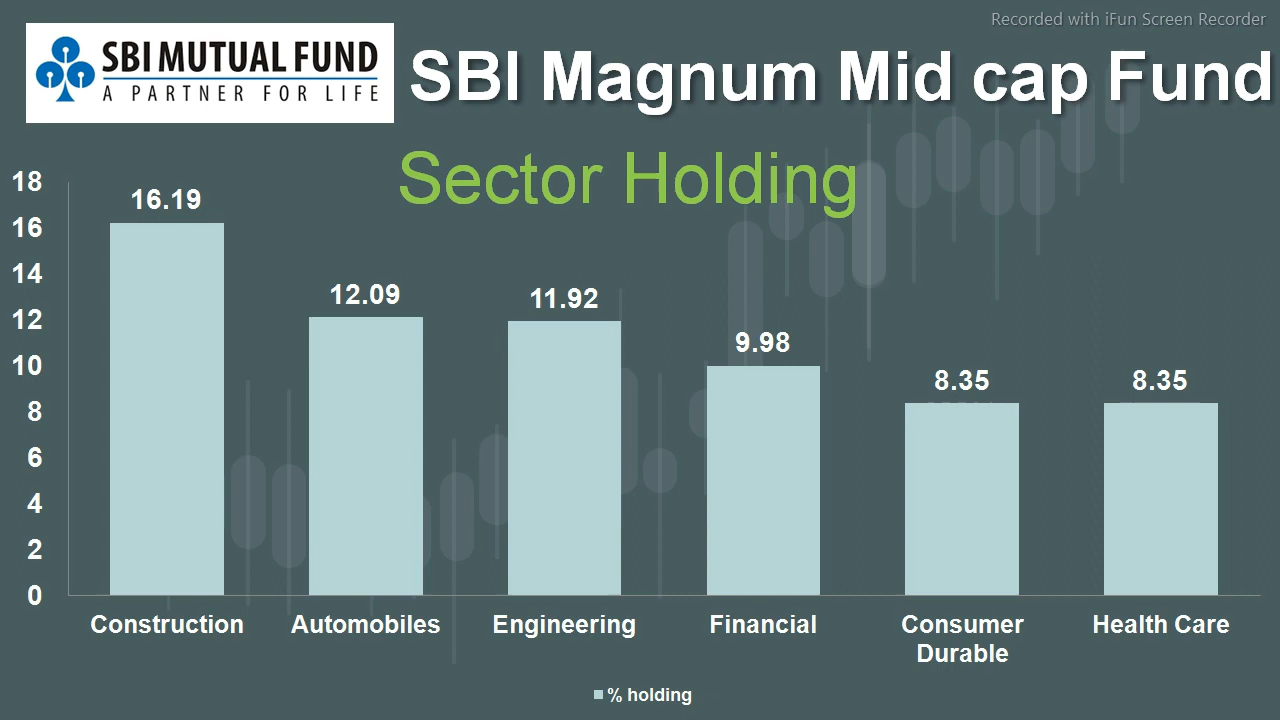 Recorded with iFun Screen Recorder
SBI MUTUAL FUND
A PARTNER FOR LIFE
SBI Magnum Mid cap Fund
Sector Holding
18
16
14
12
10
8
6
4
2
0
16.19
12.09
11.92
9.98
8.35
8.35
Construction
Automobiles
Engineering
Financial
Consumer
Durable
Health Care
% holding